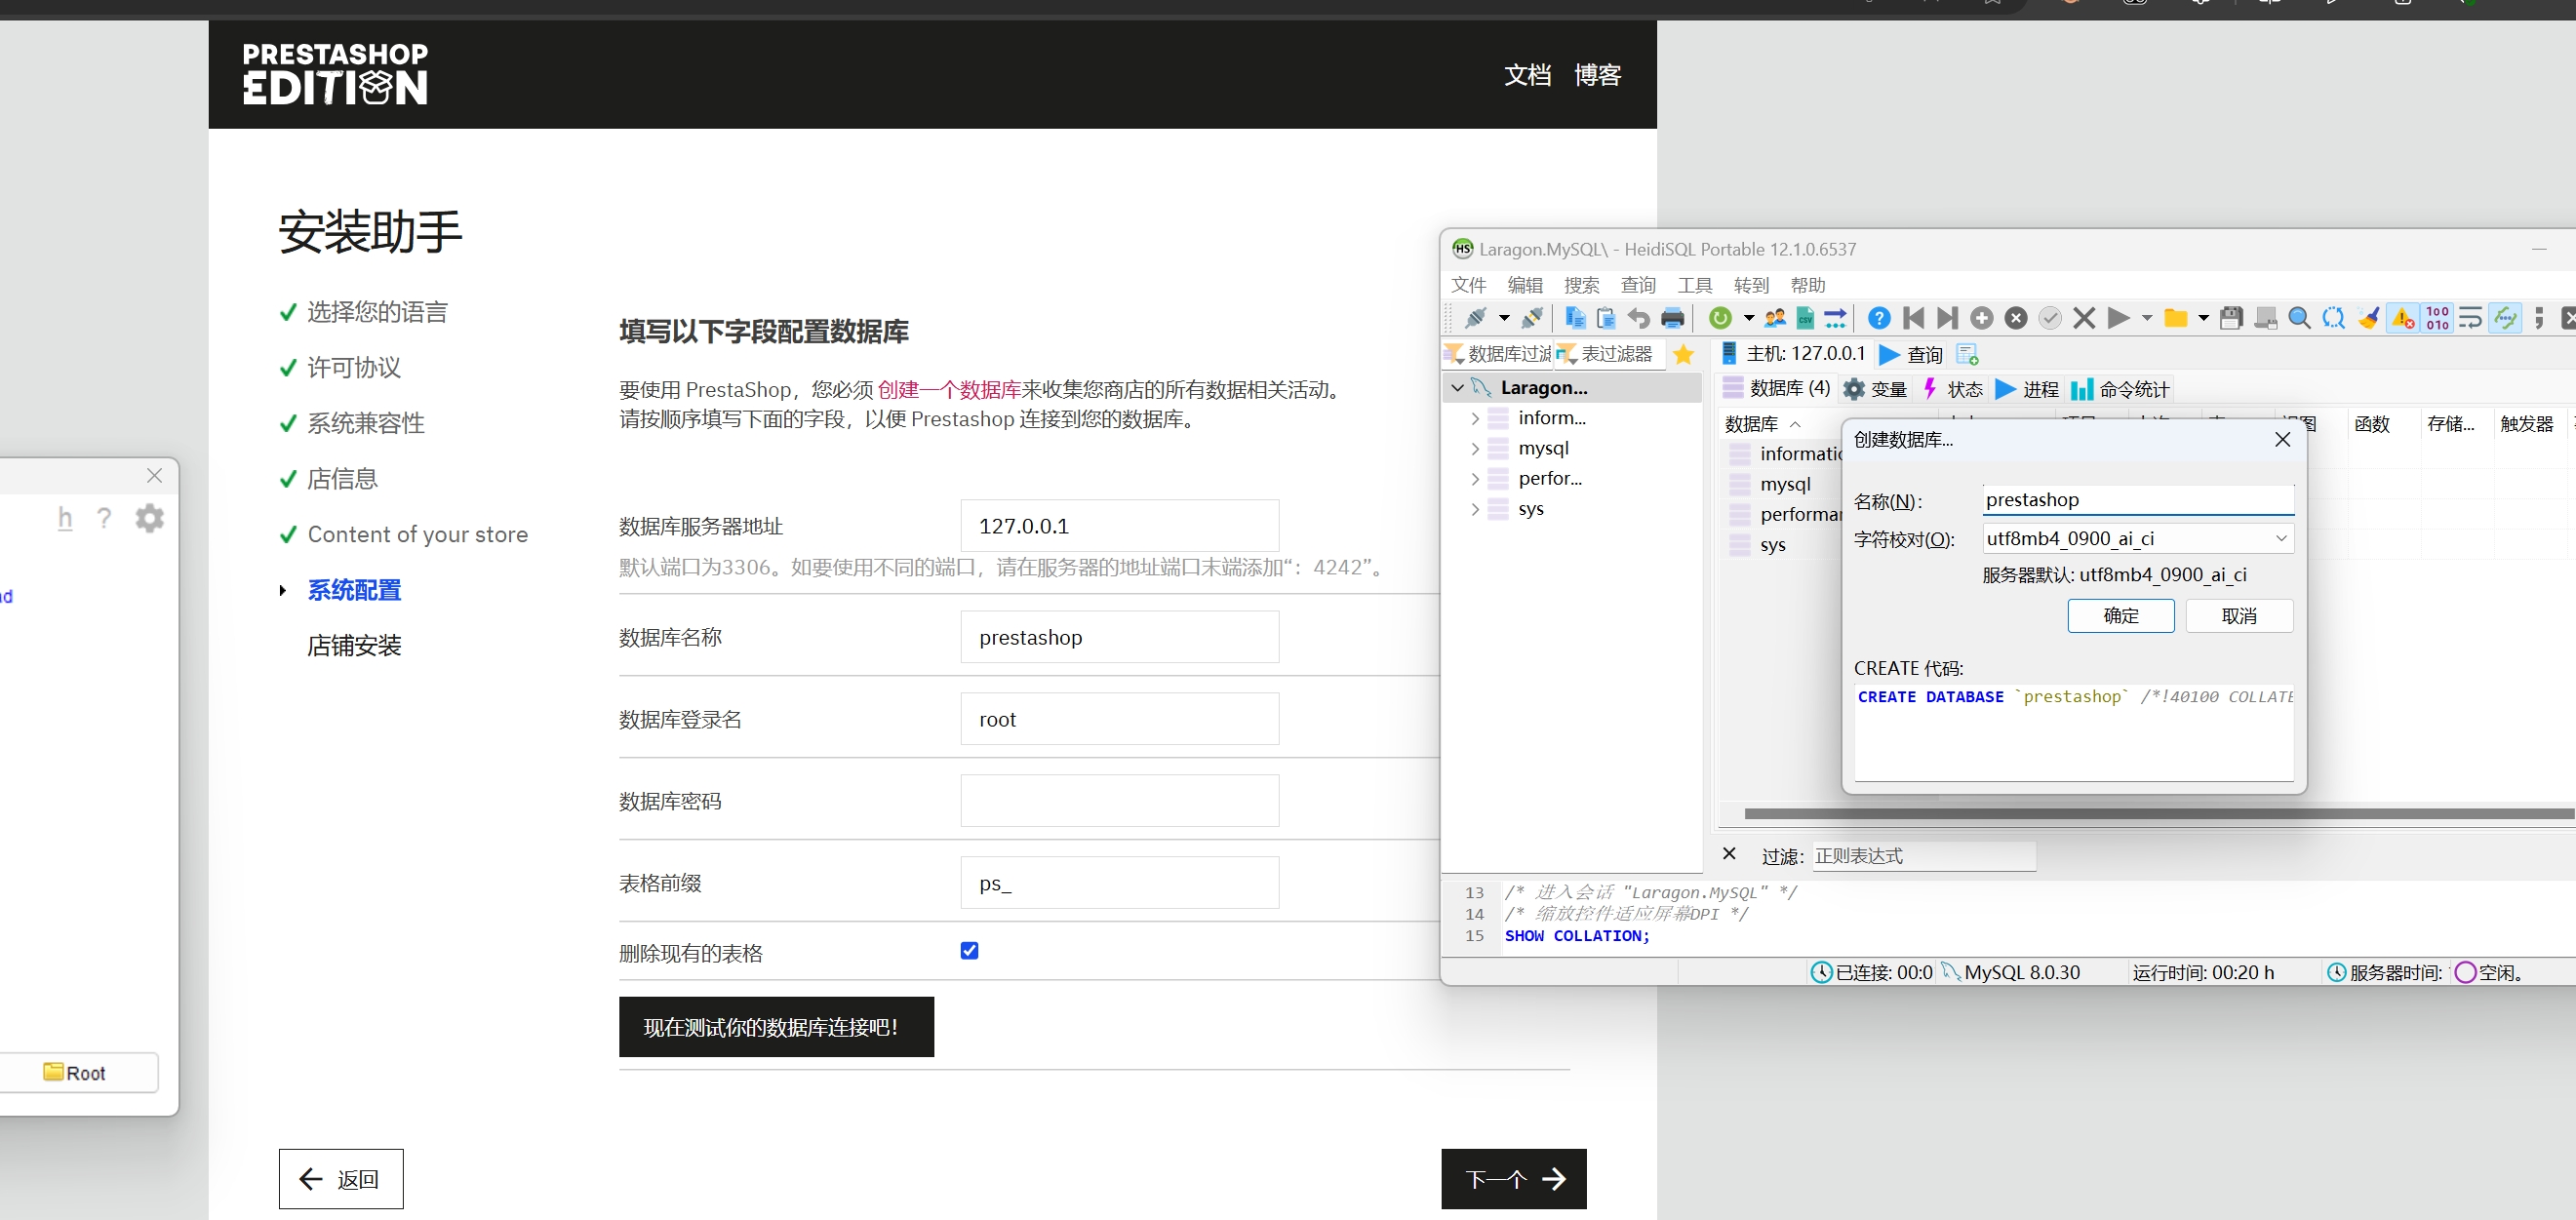 PRESTASHOP
EDITION
文档 博客
安装助手
选择您的语言
许可协议
系统兼容性
店信息
Content of your store
系统配置
店铺安装
填写以下字段配置数据库
要使用 PrestaShop，您必须 创建一个数据库来收集您商店的所有数据相关活动。
请按顺序填写下面的字段，以便 Prestashop 连接到您的数据库。
数据库服务器地址 127.0.0.1
默认端口为3306。如要使用不同的端口，请在服务器的地址端口末端添加“：4242”。
数据库名称 prestashop
数据库登录名 root
数据库密码
表格前缀 ps_
删除现有的表格
现在测试你的数据库连接吧！
返回
下一个
h ?
Root
Laragon.MySQL\ - HeidiSQL Portable 12.1.0.6537
文件 编辑 搜索 查询 工具 转到 帮助
数据库过滤 表过滤器
主机: 127.0.0.1 查询
数据库 (4) 变量 状态 进程 命令统计
Laragon...
inform...
mysql
perfor...
sys
数据库 函数 存储... 触发器
informatic
mysql
performan
sys
创建数据库...
名称(N)： prestashop
字符校对(O): utf8mb4_0900_ai_ci
服务器默认: utf8mb4_0900_ai_ci
确定 取消
CREATE 代码:
CREATE DATABASE `prestashop` /*!40100 COLLATE
过滤： 正则表达式
13 /* 进入会话 "Laragon.MySQL" */
14 /* 缩放控件适应屏幕DPI */
15 SHOW COLLATION;
已连接: 00:0 MySQL 8.0.30 运行时间: 00:20 h 服务器时间: 空闲。